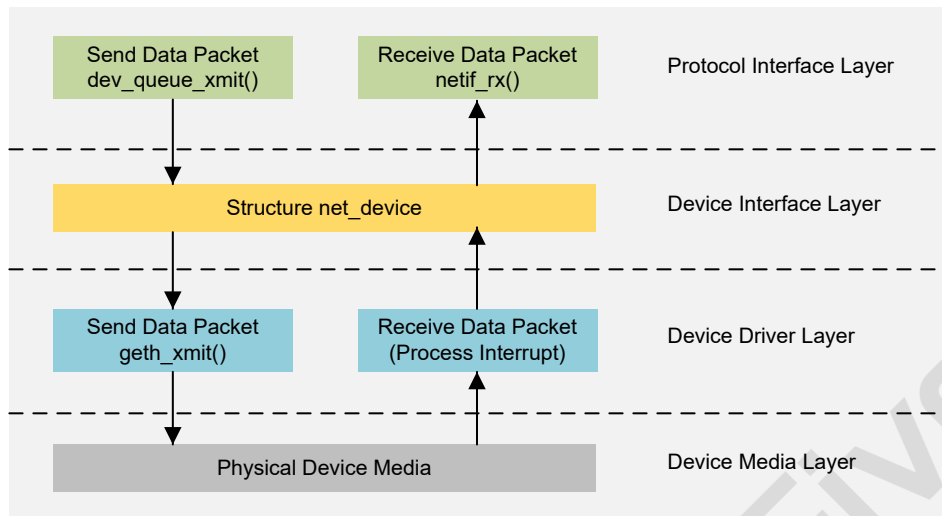 Send Data Packet
dev_queue_xmit()
Receive Data Packet
netif_rx()
Protocol Interface Layer
Structure net_device
Device Interface Layer
Send Data Packet
geth_xmit()
Receive Data Packet
(Process Interrupt)
Device Driver Layer
Physical Device Media
Device Media Layer